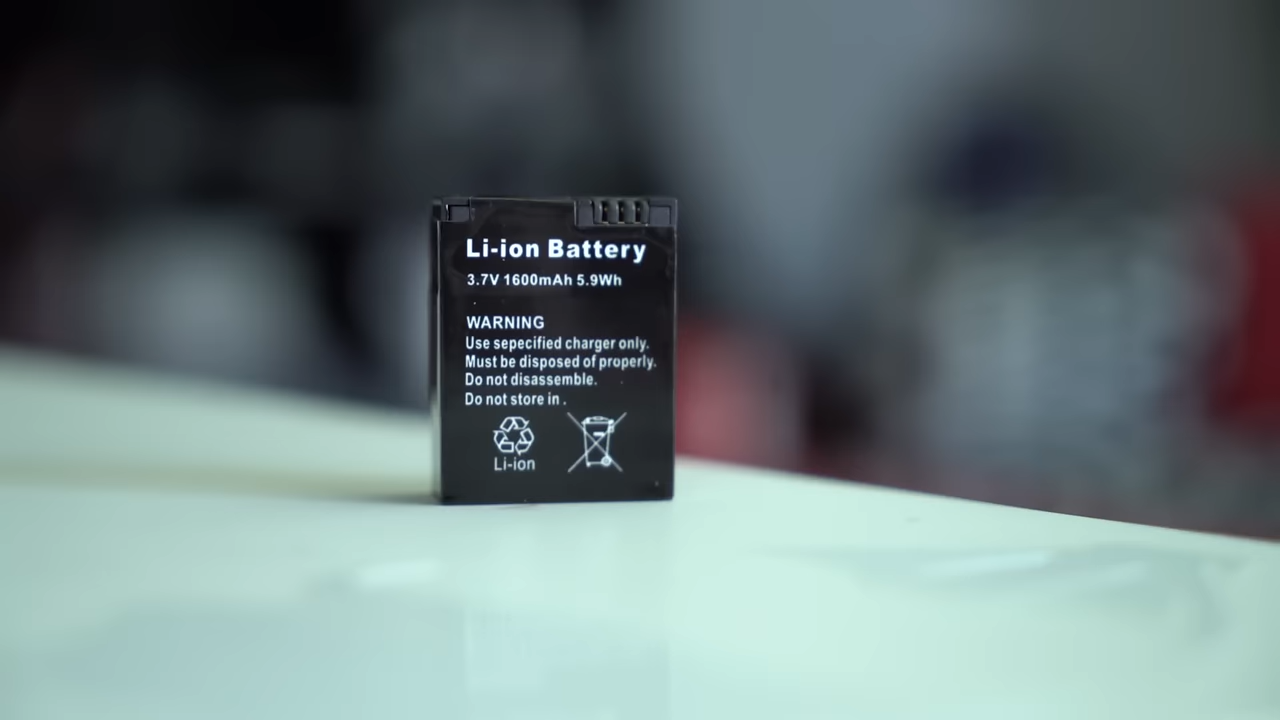 Li-ion Battery
3.7V 1600mAh 5.9Wh
WARNING
Use sepecified charger only.
Must be disposed of properly.
Do not disassemble.
Do not store in .
Li-ion